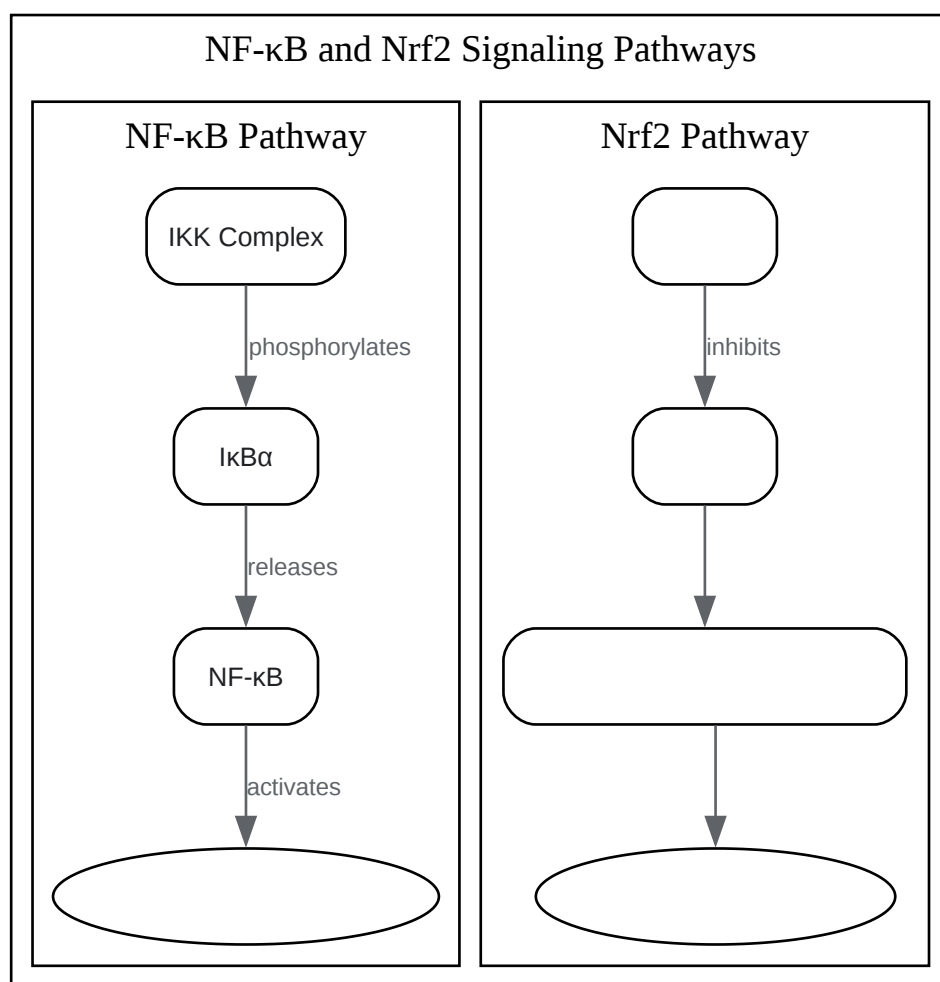 NF-κB and Nrf2 Signaling Pathways
NF-κB Pathway
IKK Complex
phosphorylates
IκBα
releases
NF-κB
activates
Nrf2 Pathway
inhibits